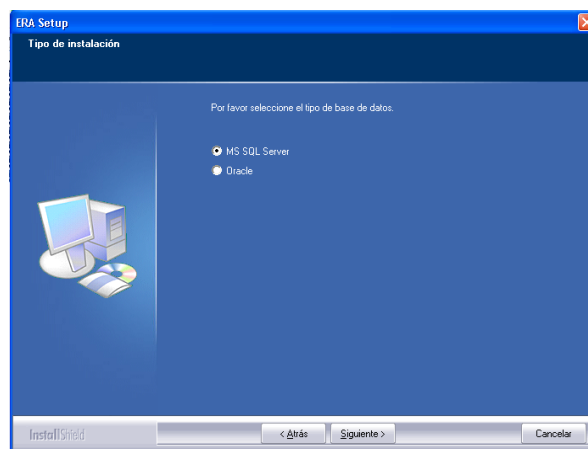 ERA Setup
Tipo de instalación
Por favor seleccione el tipo de base de datos.
MS SQL Server
Oracle
InstallShield
< Atrás
Siguiente >
Cancelar